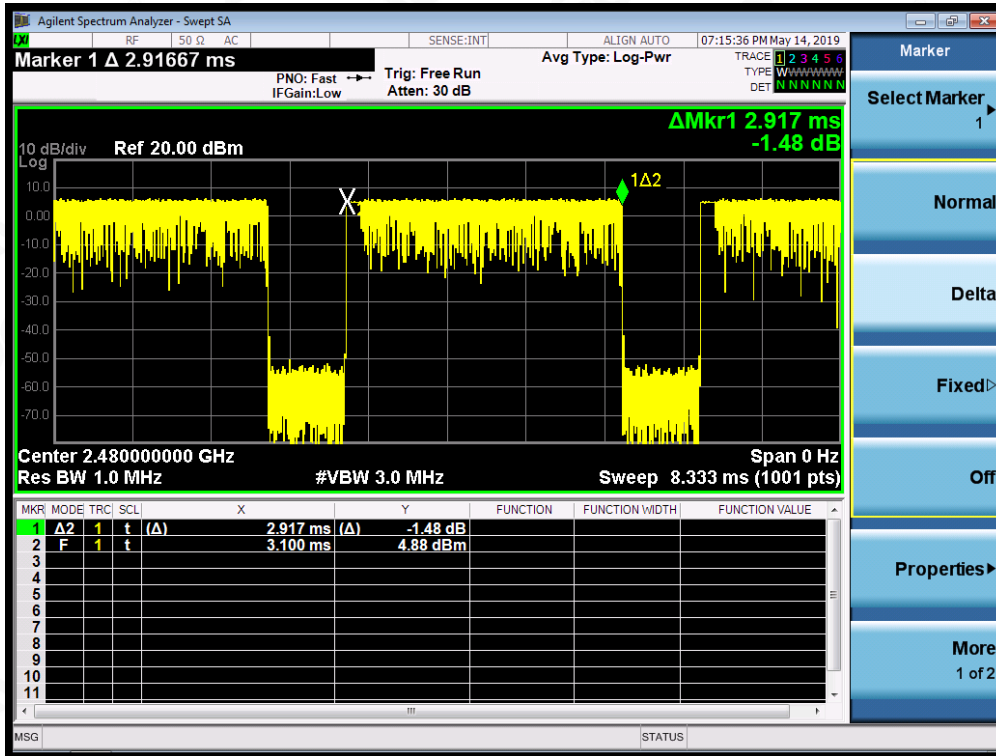 Agilent Spectrum Analyzer - Swept SA
LXI RF 50 Ω AC SENSE:INT ALIGN AUTO 07:15:36 PM May 14, 2019
Marker 1 Δ 2.91667 ms
PNO: Fast
IFGain:Low
Trig: Free Run
Atten: 30 dB
Avg Type: Log-Pwr
TRACE 1 2 3 4 5 6
TYPE WWWWWW
DET N N N N N N
ΔMkr1 2.917 ms
-1.48 dB
10 dB/div Ref 20.00 dBm
Log
10.0
0.00
-10.0
-20.0
-30.0
-40.0
-50.0
-60.0
-70.0
1Δ2
Center 2.480000000 GHz Span 0 Hz
Res BW 1.0 MHz #VBW 3.0 MHz Sweep 8.333 ms (1001 pts)
MKR MODE TRC SCL X Y FUNCTION FUNCTION WIDTH FUNCTION VALUE
1 Δ2 1 t (Δ) 2.917 ms (Δ) -1.48 dB
2 F 1 t 3.100 ms 4.88 dBm
3
4
5
6
7
8
9
10
11
MSG STATUS
Marker
Select Marker
1
Normal
Delta
Fixed
Off
Properties
More
1 of 2